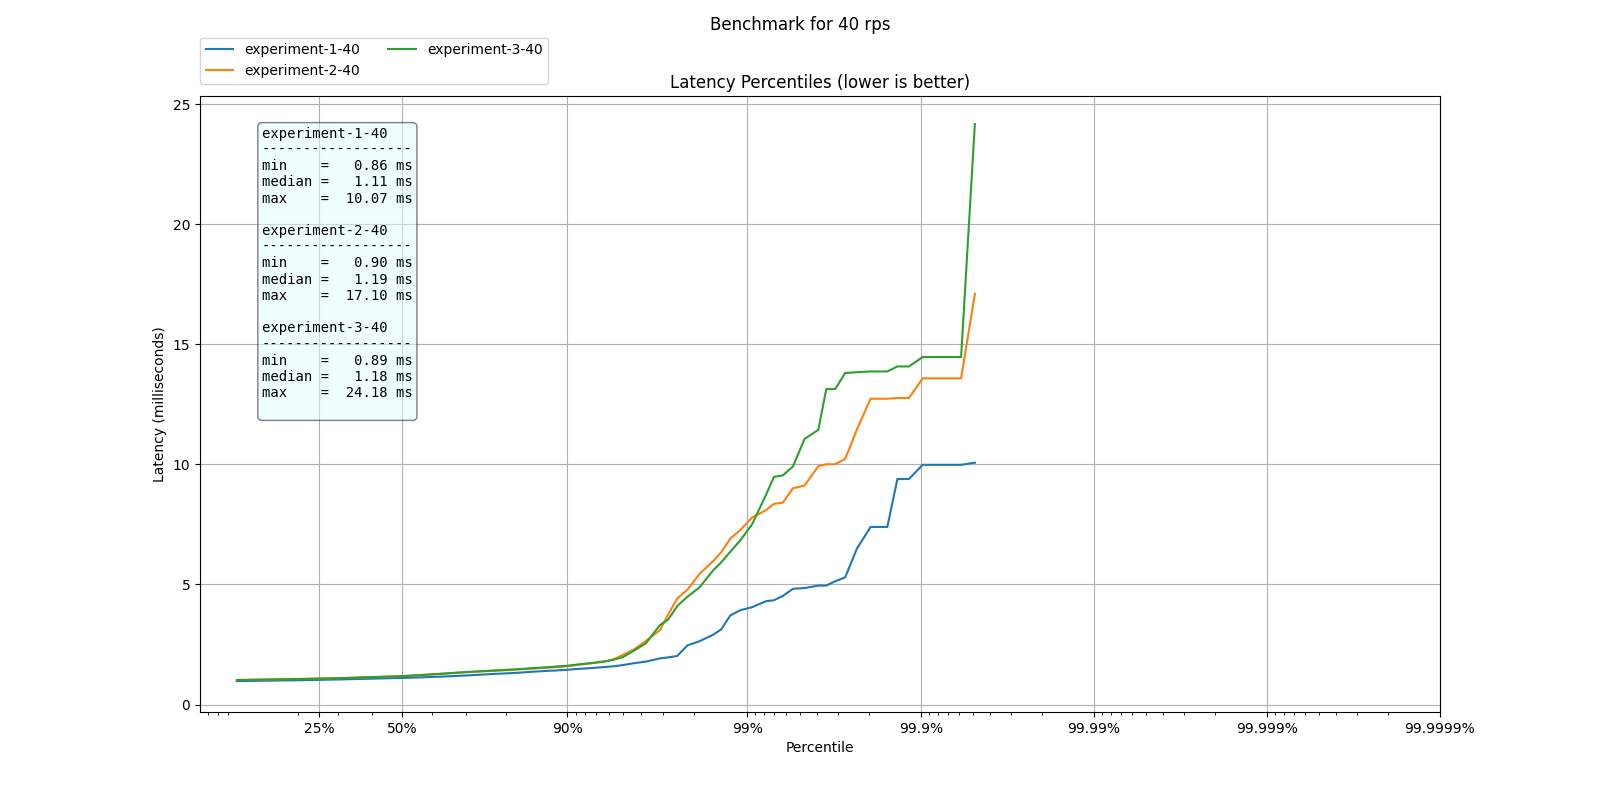 Benchmark for 40 rps
experiment-1-40
experiment-2-40
experiment-3-40
Latency Percentiles (lower is better)
25
20
15
10
5
0
Latency (milliseconds)
experiment-1-40
------------------
min    =   0.86 ms
median =   1.11 ms
max    =  10.07 ms
experiment-2-40
------------------
min    =   0.90 ms
median =   1.19 ms
max    =  17.10 ms
experiment-3-40
------------------
min    =   0.89 ms
median =   1.18 ms
max    =  24.18 ms
25% 50% 90% 99% 99.9% 99.99% 99.999% 99.9999%
Percentile